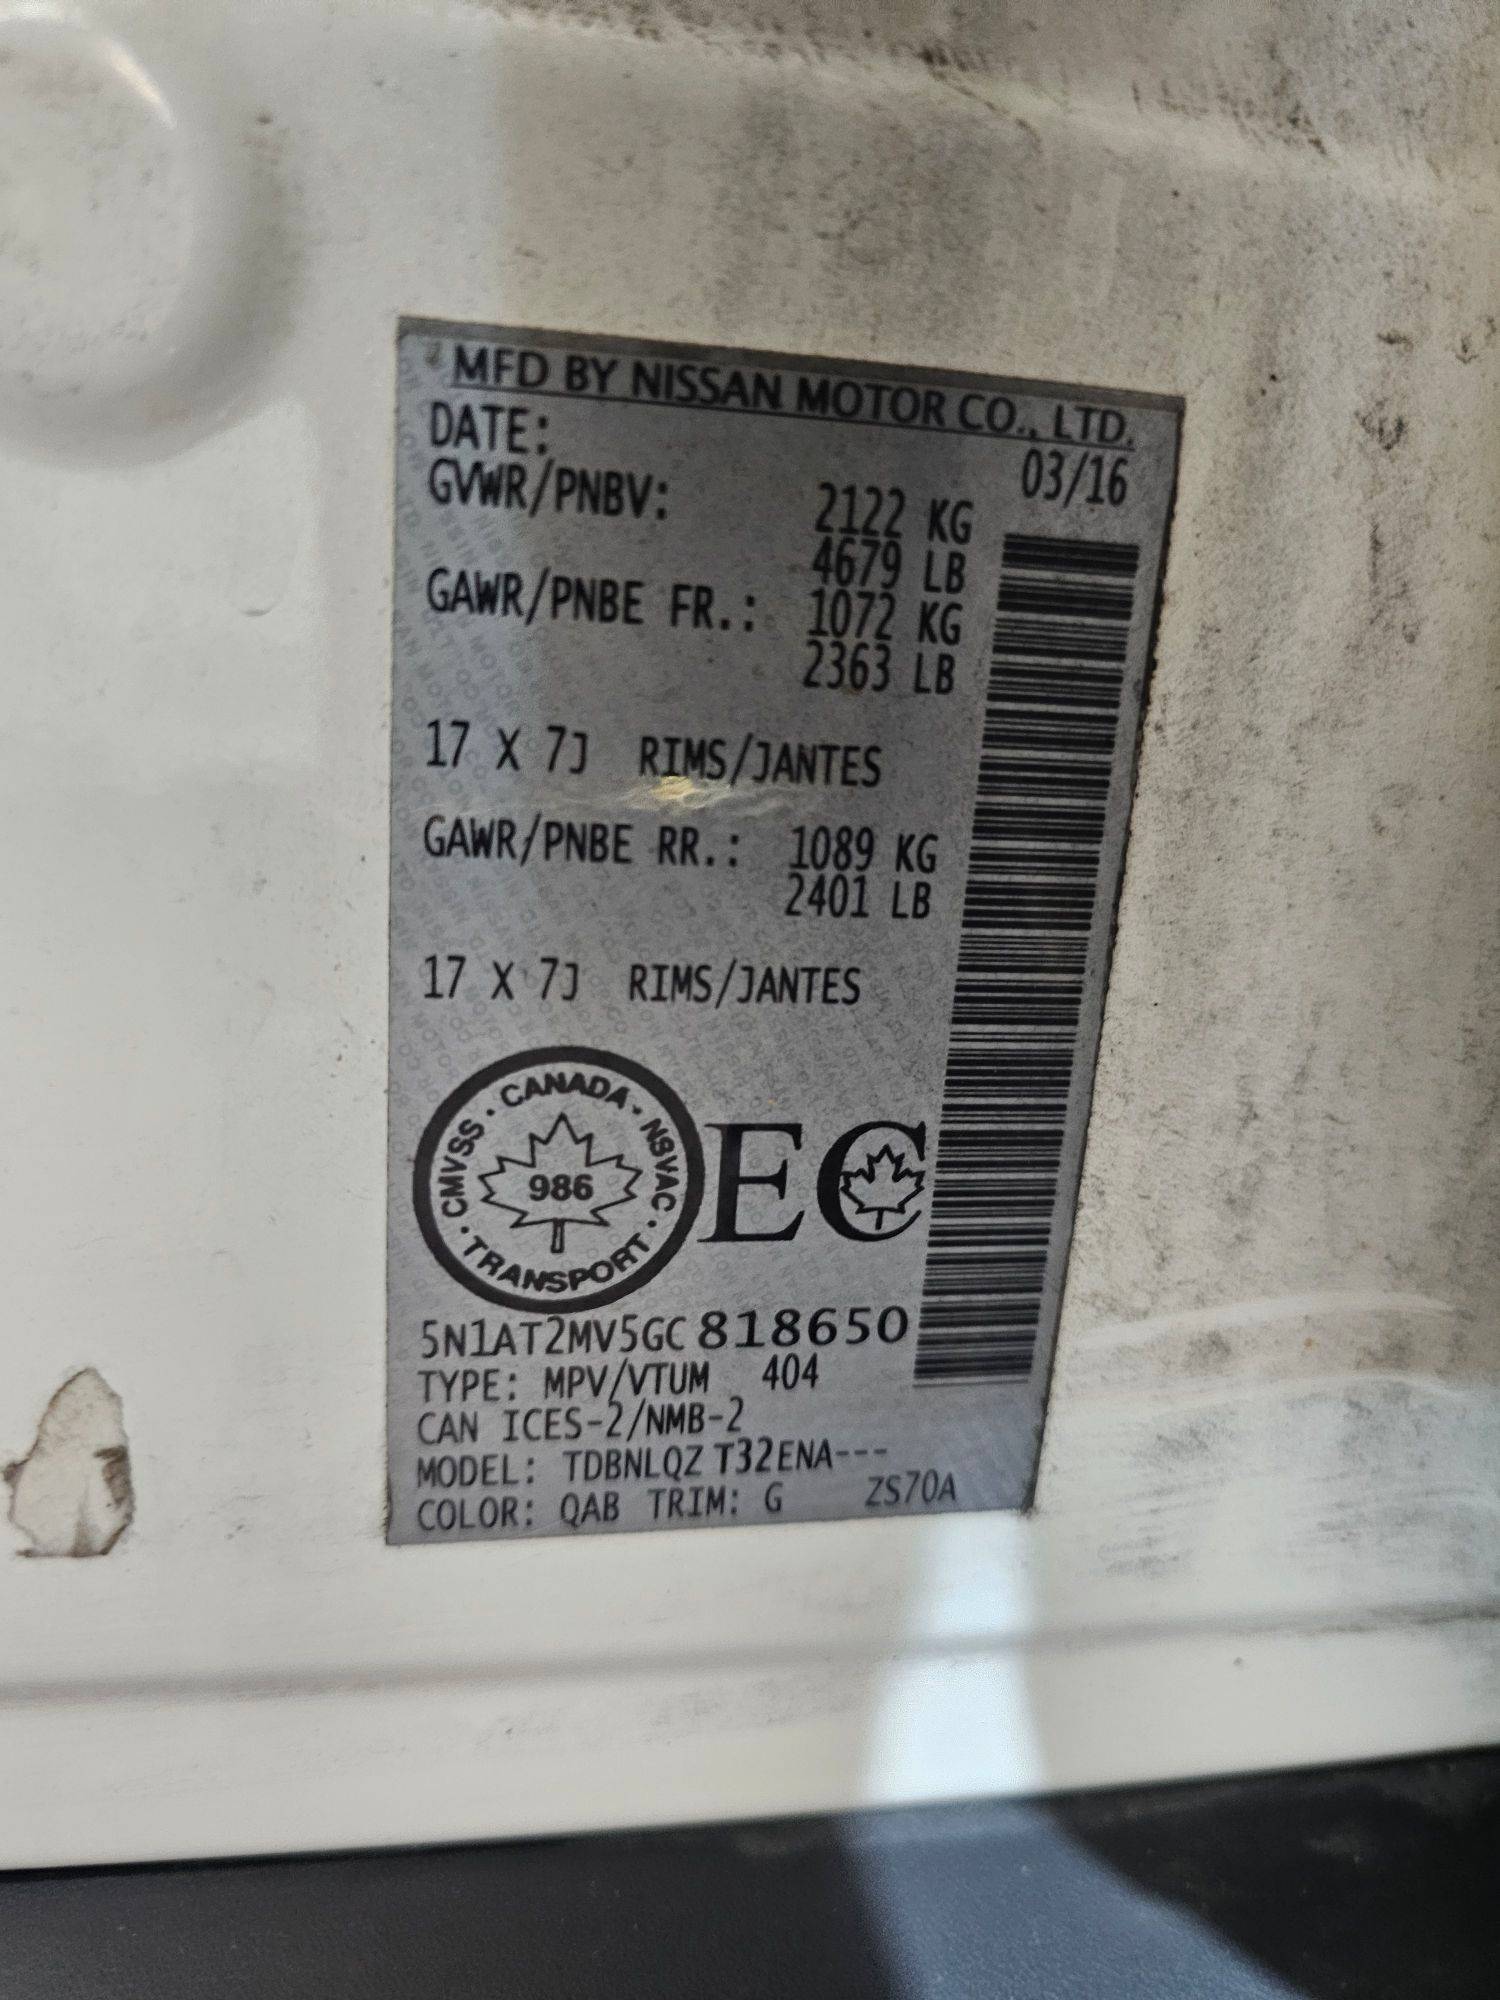 MFD BY NISSAN MOTOR CO., LTD.
DATE: 03/16
GVWR/PNBV: 2122 KG
4679 LB
GAWR/PNBE FR.: 1072 KG
2363 LB
17 X 7J RIMS/JANTES
GAWR/PNBE RR.: 1089 KG
2401 LB
17 X 7J RIMS/JANTES
CMVSS · CANADA · NSVAC · TRANSPORT ·
986
EC
5N1AT2MV5GC818650
TYPE: MPV/VTUM 404
CAN ICES-2/NMB-2
MODEL: TDBNLQZ T32ENA---
COLOR: QAB TRIM: G ZS70A